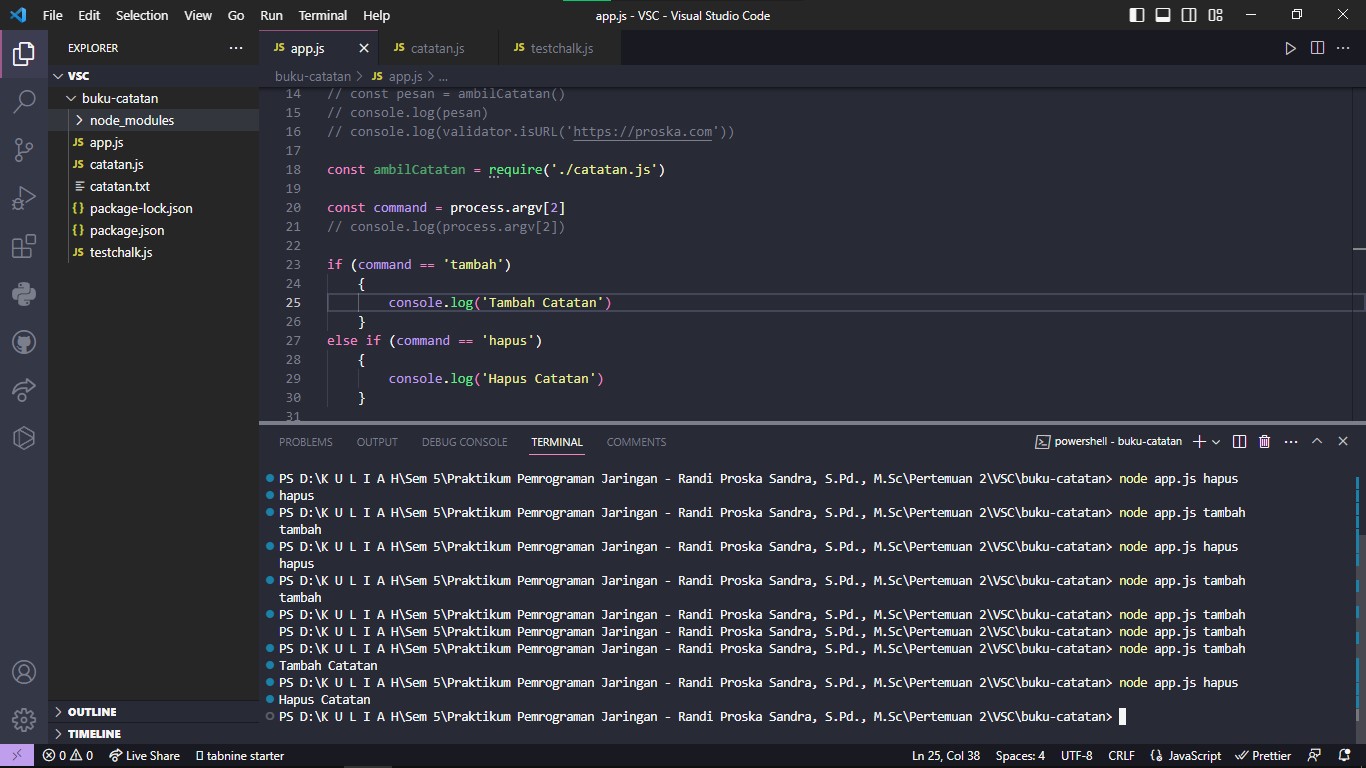 File Edit Selection View Go Run Terminal Help app.js - VSC - Visual Studio Code
EXPLORER ···
VSC
buku-catatan
node_modules
JS app.js
JS catatan.js
catatan.txt
{} package-lock.json
{} package.json
JS testchalk.js
OUTLINE
TIMELINE
JS app.js JS catatan.js JS testchalk.js
buku-catatan > JS app.js > ...
14 // const pesan = ambilCatatan()
15 // console.log(pesan)
16 // console.log(validator.isURL('https://proska.com'))
17
18 const ambilCatatan = require('./catatan.js')
19
20 const command = process.argv[2]
21 // console.log(process.argv[2])
22
23 if (command == 'tambah')
24 {
25 console.log('Tambah Catatan')
26 }
27 else if (command == 'hapus')
28 {
29 console.log('Hapus Catatan')
30 }
31
PROBLEMS OUTPUT DEBUG CONSOLE TERMINAL COMMENTS powershell - buku-catatan
PS D:\K U L I A H\Sem 5\Praktikum Pemrograman Jaringan - Randi Proska Sandra, S.Pd., M.Sc\Pertemuan 2\VSC\buku-catatan> node app.js hapus
hapus
PS D:\K U L I A H\Sem 5\Praktikum Pemrograman Jaringan - Randi Proska Sandra, S.Pd., M.Sc\Pertemuan 2\VSC\buku-catatan> node app.js tambah
tambah
PS D:\K U L I A H\Sem 5\Praktikum Pemrograman Jaringan - Randi Proska Sandra, S.Pd., M.Sc\Pertemuan 2\VSC\buku-catatan> node app.js hapus
hapus
PS D:\K U L I A H\Sem 5\Praktikum Pemrograman Jaringan - Randi Proska Sandra, S.Pd., M.Sc\Pertemuan 2\VSC\buku-catatan> node app.js tambah
tambah
PS D:\K U L I A H\Sem 5\Praktikum Pemrograman Jaringan - Randi Proska Sandra, S.Pd., M.Sc\Pertemuan 2\VSC\buku-catatan> node app.js tambah
PS D:\K U L I A H\Sem 5\Praktikum Pemrograman Jaringan - Randi Proska Sandra, S.Pd., M.Sc\Pertemuan 2\VSC\buku-catatan> node app.js tambah
PS D:\K U L I A H\Sem 5\Praktikum Pemrograman Jaringan - Randi Proska Sandra, S.Pd., M.Sc\Pertemuan 2\VSC\buku-catatan> node app.js tambah
Tambah Catatan
PS D:\K U L I A H\Sem 5\Praktikum Pemrograman Jaringan - Randi Proska Sandra, S.Pd., M.Sc\Pertemuan 2\VSC\buku-catatan> node app.js hapus
Hapus Catatan
PS D:\K U L I A H\Sem 5\Praktikum Pemrograman Jaringan - Randi Proska Sandra, S.Pd., M.Sc\Pertemuan 2\VSC\buku-catatan>
0 0 Live Share tabnine starter Ln 25, Col 38 Spaces: 4 UTF-8 CRLF {} JavaScript Prettier